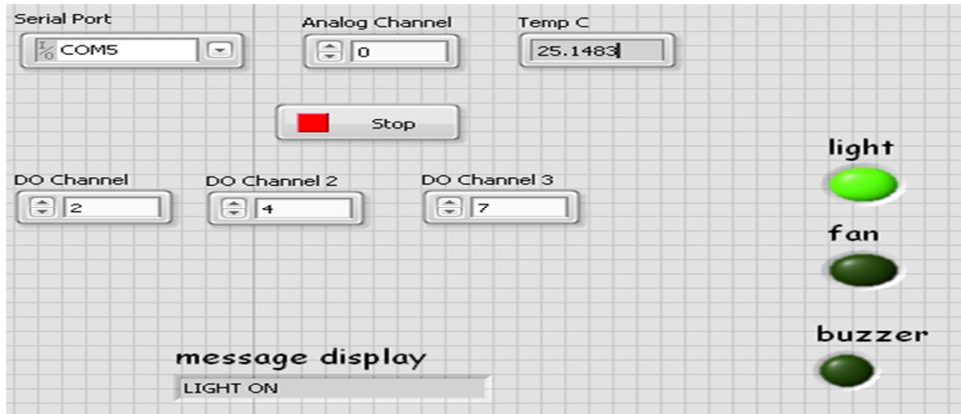 Serial Port
Analog Channel
Temp C
I/O COM5
0
25.1483
Stop
DO Channel
DO Channel 2
DO Channel 3
2
4
7
light
fan
buzzer
message display
LIGHT ON